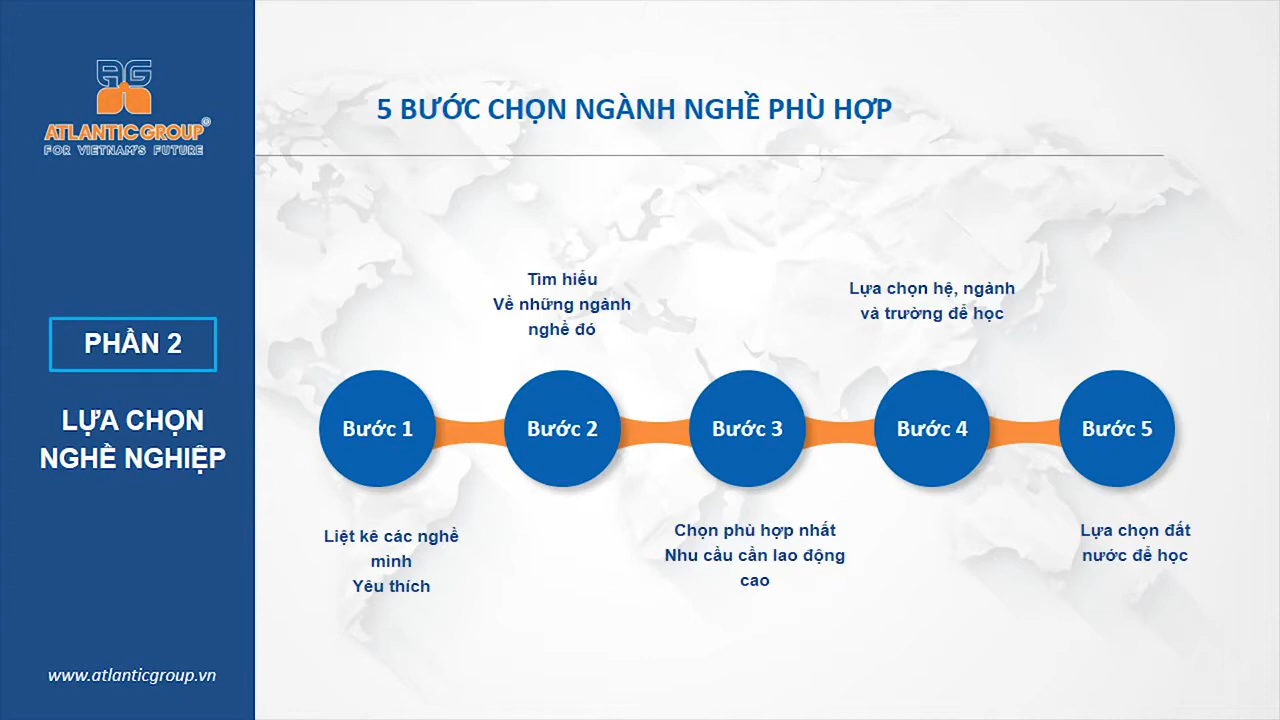 AG
ATLANTIC GROUP®
FOR VIETNAM'S FUTURE
PHẦN 2
LỰA CHỌN
NGHỀ NGHIỆP
www.atlanticgroup.vn
5 BƯỚC CHỌN NGÀNH NGHỀ PHÙ HỢP
Bước 1
Liệt kê các nghề
mình
Yêu thích
Tìm hiểu
Về những ngành
nghề đó
Bước 2
Bước 3
Chọn phù hợp nhất
Nhu cầu cần lao động
cao
Lựa chọn hệ, ngành
và trường để học
Bước 4
Bước 5
Lựa chọn đất
nước để học